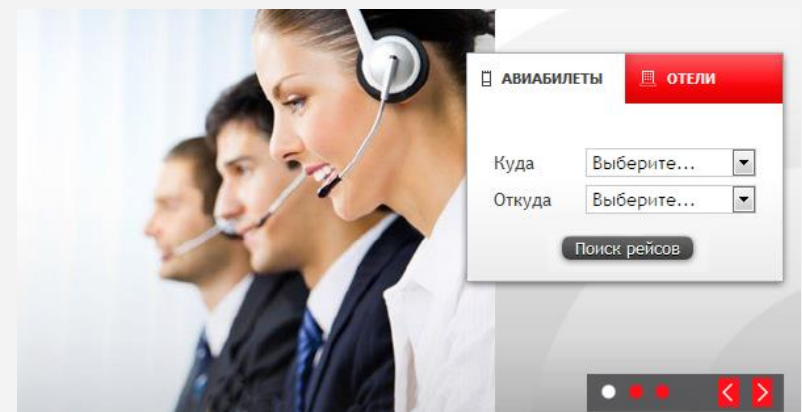 АВИАБИЛЕТЫ
ОТЕЛИ
Куда Выберите...
Откуда Выберите...
Поиск рейсов